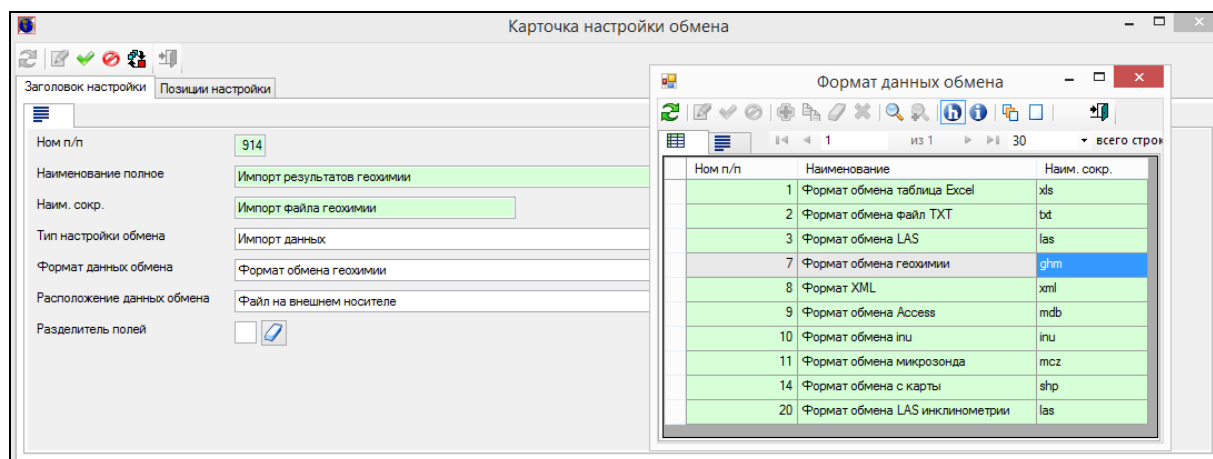 Карточка настройки обмена
Заголовок настройки Позиции настройки
Ном п/п 914
Наименование полное Импорт результатов геохимии
Наим. сокр. Импорт файла геохимии
Тип настройки обмена Импорт данных
Формат данных обмена Формат обмена геохимии
Расположение данных обмена Файл на внешнем носителе
Разделитель полей
Формат данных обмена
1 из 1 30 всего строк
Ном п/п Наименование Наим. сокр.
1 Формат обмена таблица Excel xls
2 Формат обмена файл TXT txt
3 Формат обмена LAS las
7 Формат обмена геохимии ghm
8 Формат XML xml
9 Формат обмена Access mdb
10 Формат обмена inu inu
11 Формат обмена микрозонда mcz
14 Формат обмена с карты shp
20 Формат обмена LAS инклинометрии las